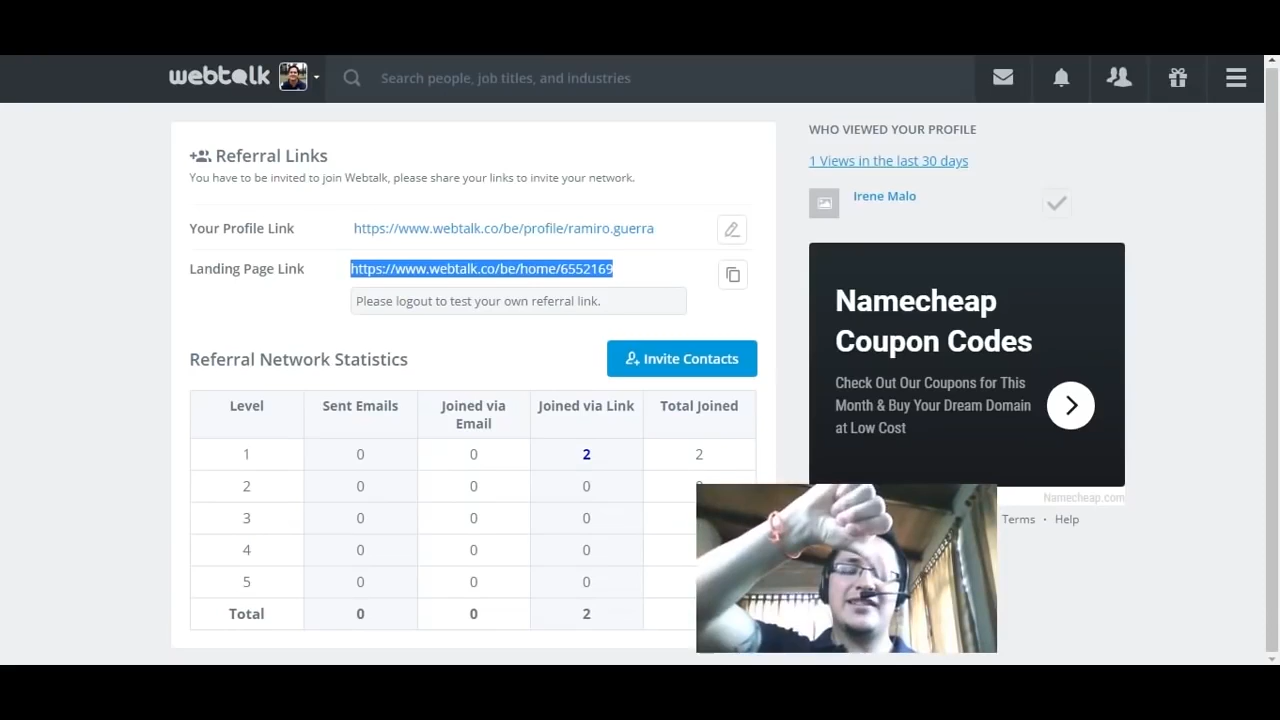 webtalk
Search people, job titles, and industries
Referral Links
You have to be invited to join Webtalk, please share your links to invite your network.
Your Profile Link
https://www.webtalk.co/be/profile/ramiro.guerra
Landing Page Link
https://www.webtalk.co/be/home/6552169
Please logout to test your own referral link.
Referral Network Statistics
Invite Contacts
Level Sent Emails Joined via Email Joined via Link Total Joined
1 0 0 2 2
2 0 0 0
3 0 0 0
4 0 0 0
5 0 0 0
Total 0 0 2
WHO VIEWED YOUR PROFILE
1 Views in the last 30 days
Irene Malo
Namecheap
Coupon Codes
Check Out Our Coupons for This
Month & Buy Your Dream Domain
at Low Cost
Namecheap.com
Terms · Help